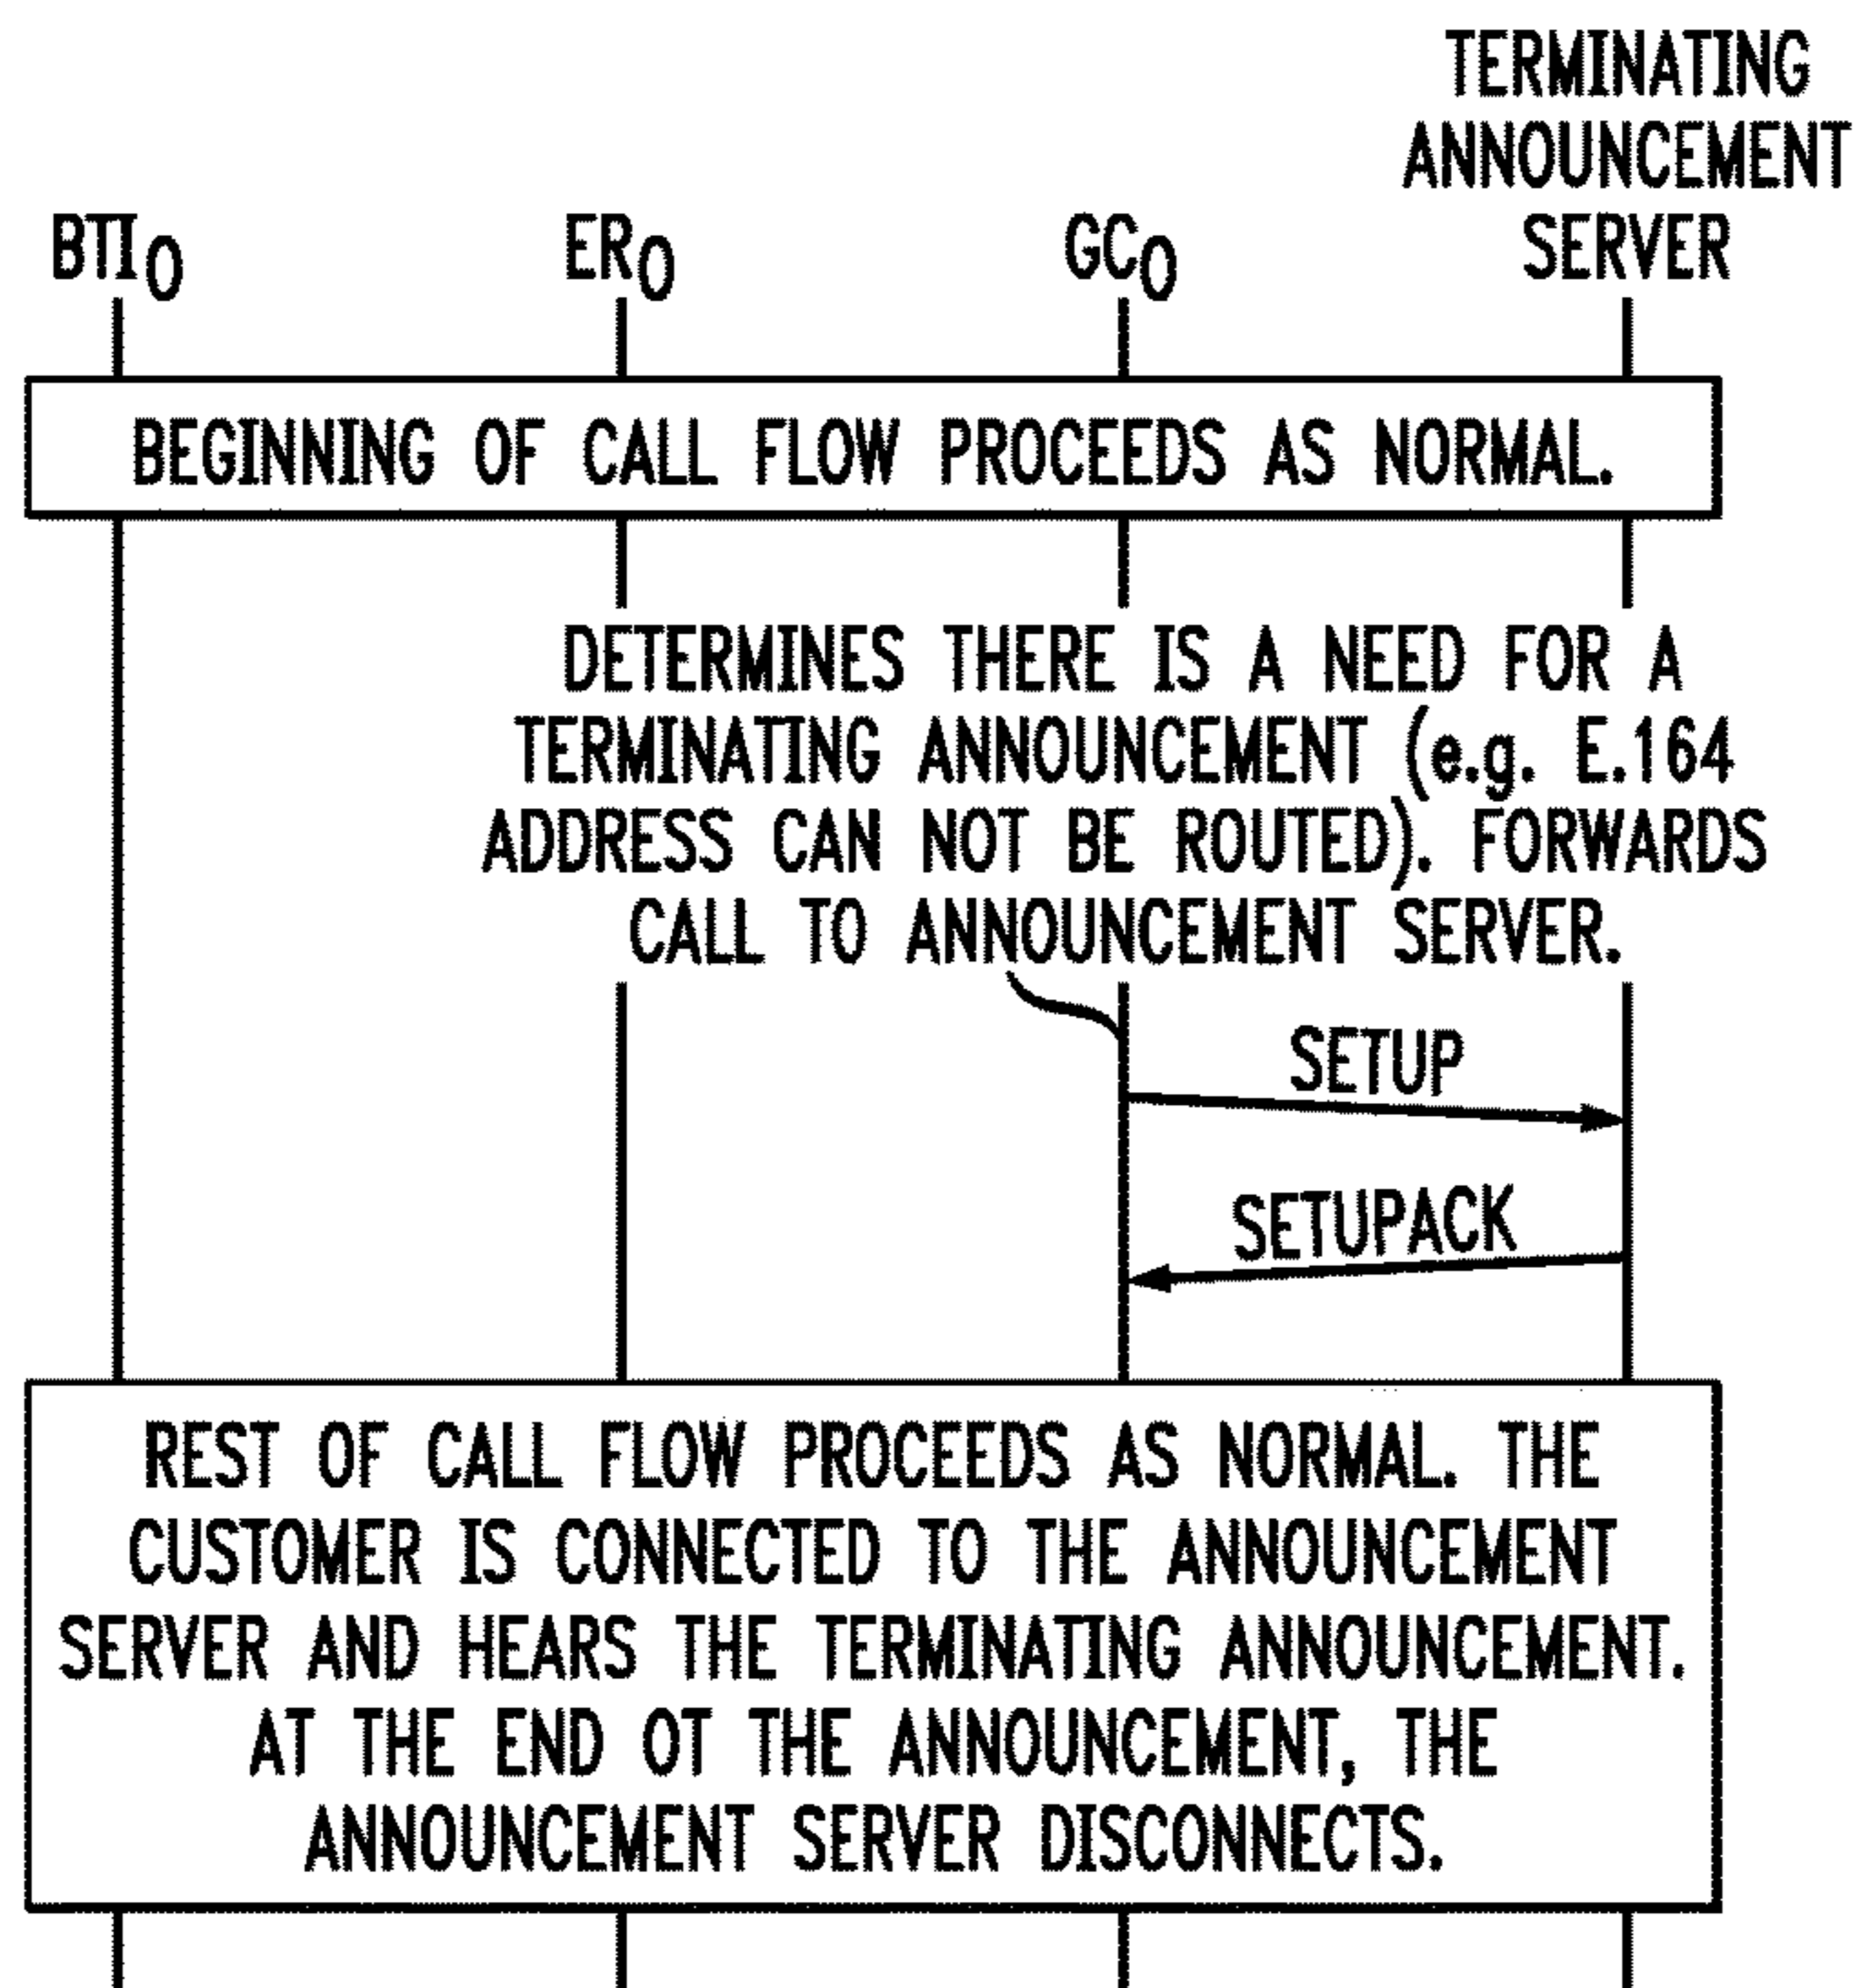 TERMINATING
ANNOUNCEMENT
BTI0 ER0 GC0 SERVER
BEGINNING OF CALL FLOW PROCEEDS AS NORMAL.
DETERMINES THERE IS A NEED FOR A
TERMINATING ANNOUNCEMENT (e.g. E.164
ADDRESS CAN NOT BE ROUTED). FORWARDS
CALL TO ANNOUNCEMENT SERVER.
SETUP
SETUPACK
REST OF CALL FLOW PROCEEDS AS NORMAL. THE
CUSTOMER IS CONNECTED TO THE ANNOUNCEMENT
SERVER AND HEARS THE TERMINATING ANNOUNCEMENT.
AT THE END OT THE ANNOUNCEMENT, THE
ANNOUNCEMENT SERVER DISCONNECTS.